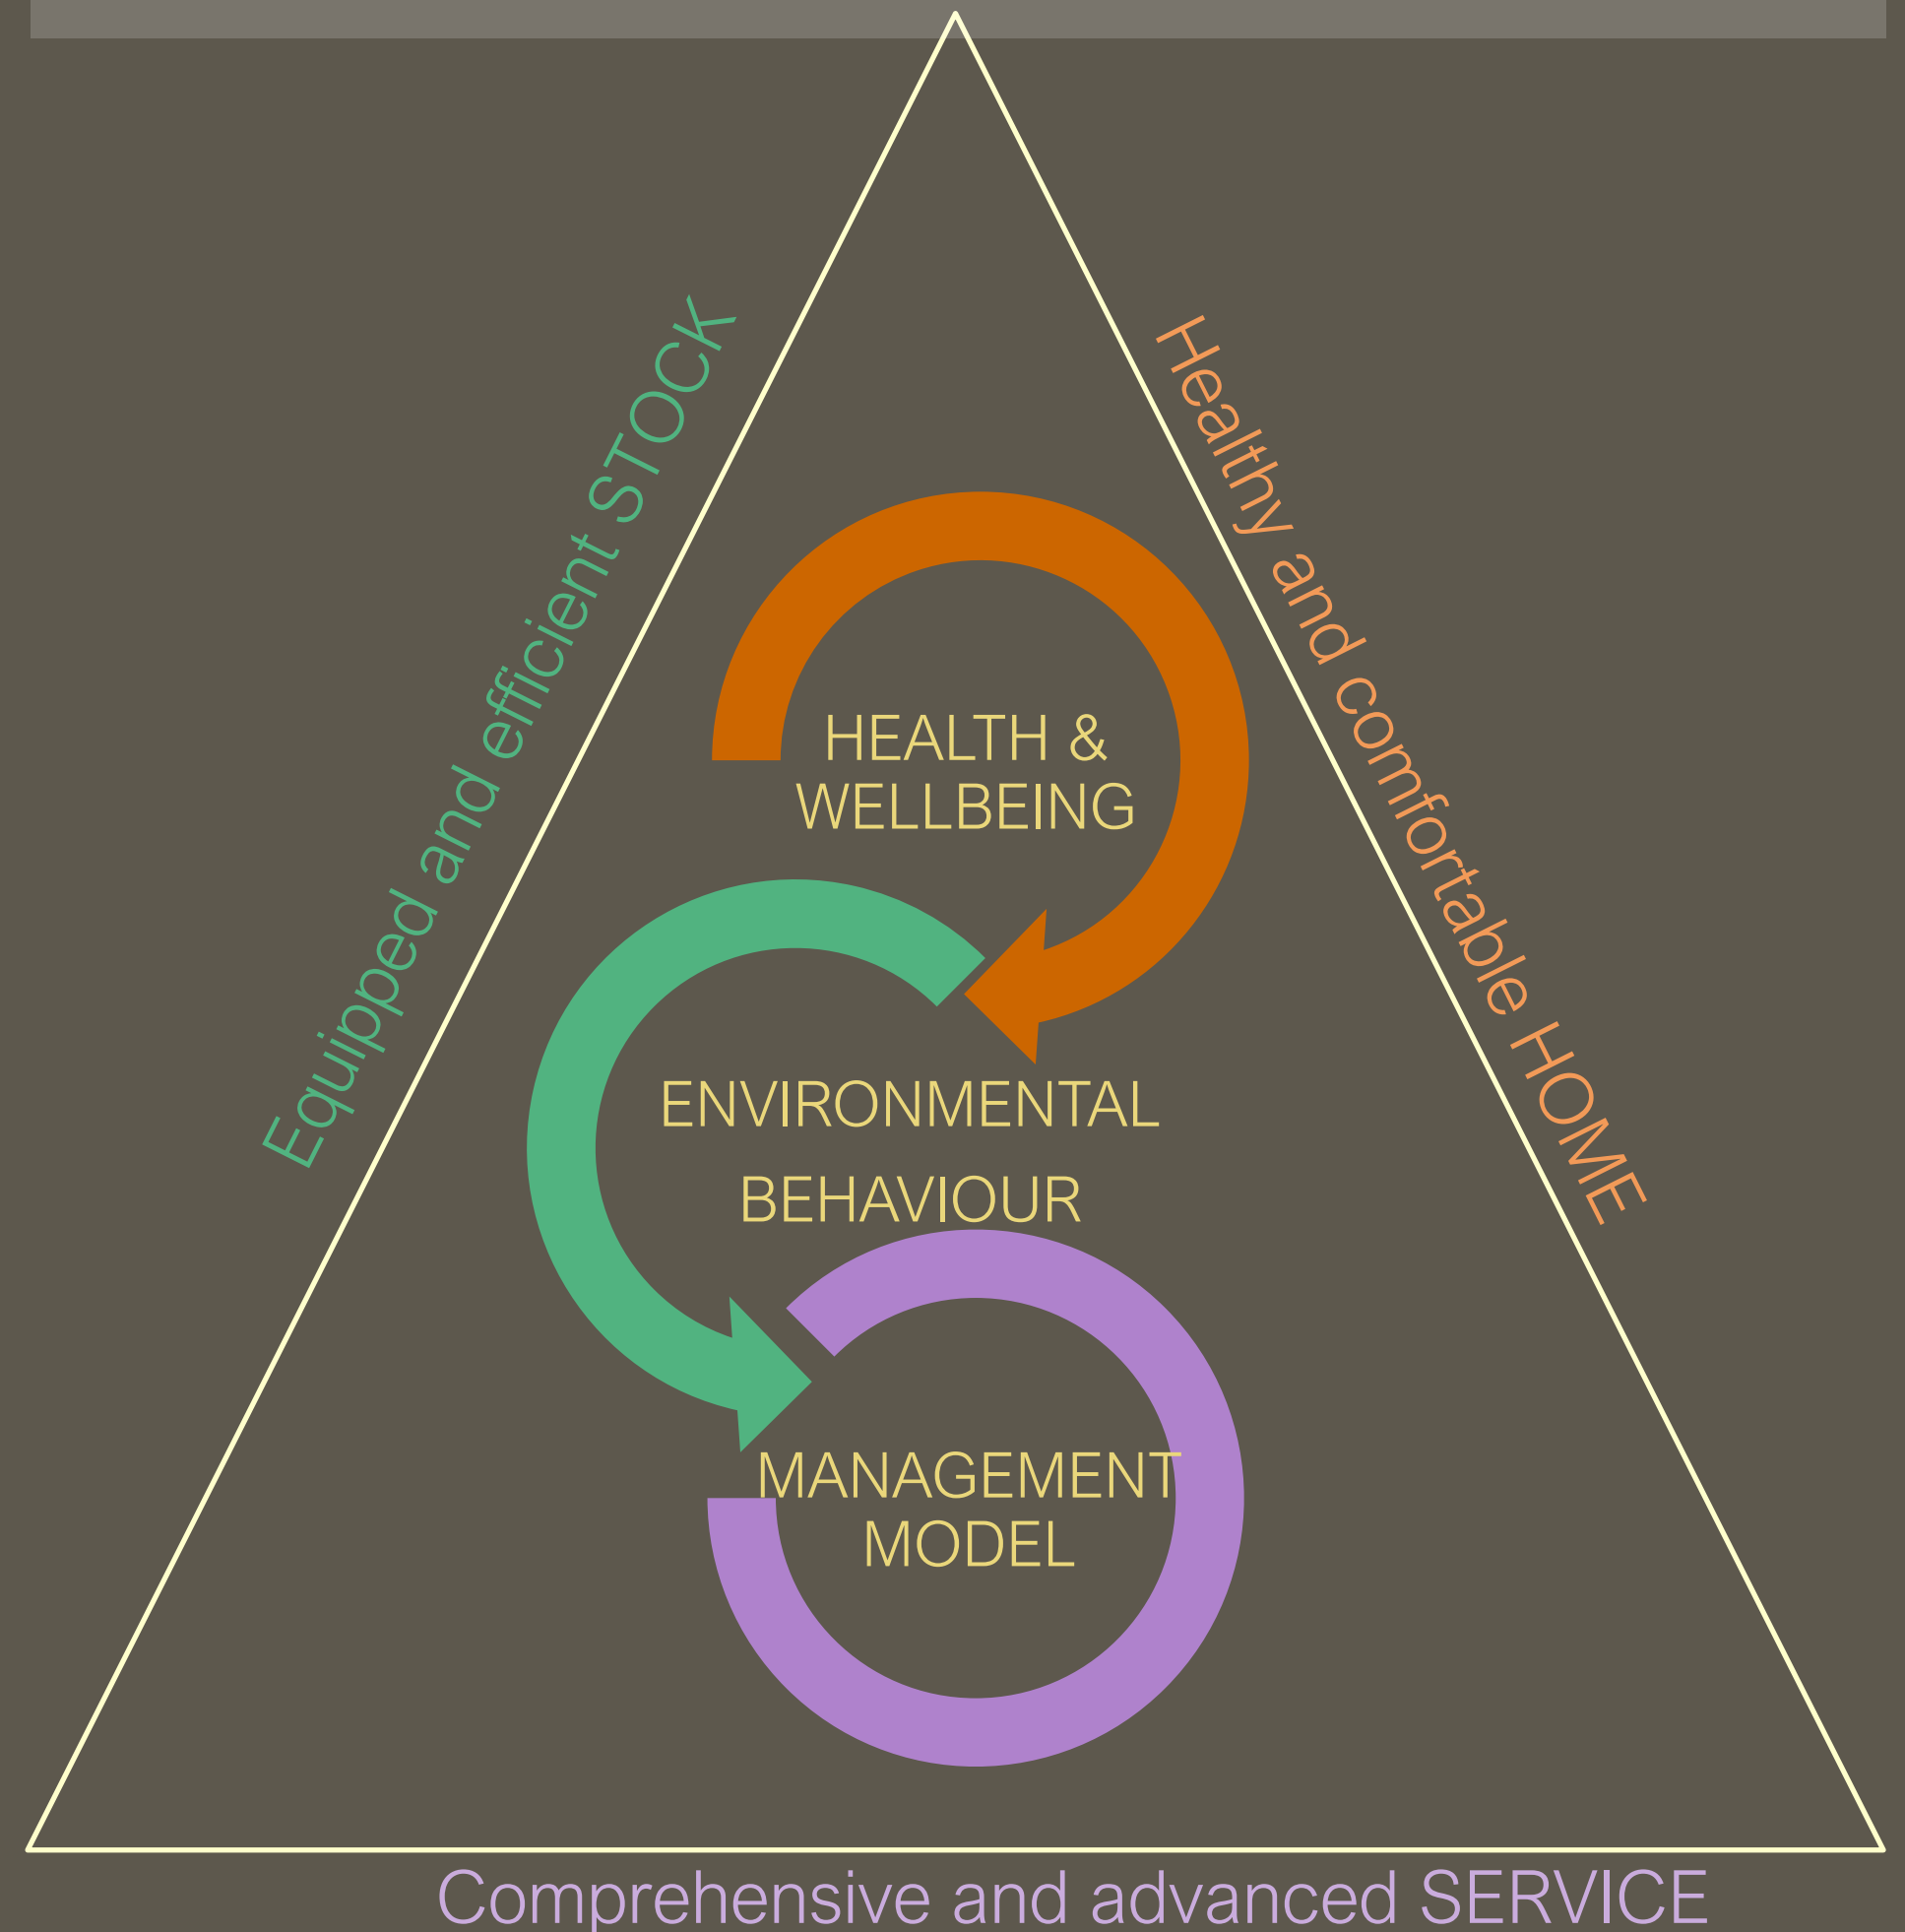 Equipped and efficient STOCK
Healthy and comfortable HOME
HEALTH &
WELLBEING
ENVIRONMENTAL
BEHAVIOUR
MANAGEMENT
MODEL
Comprehensive and advanced SERVICE